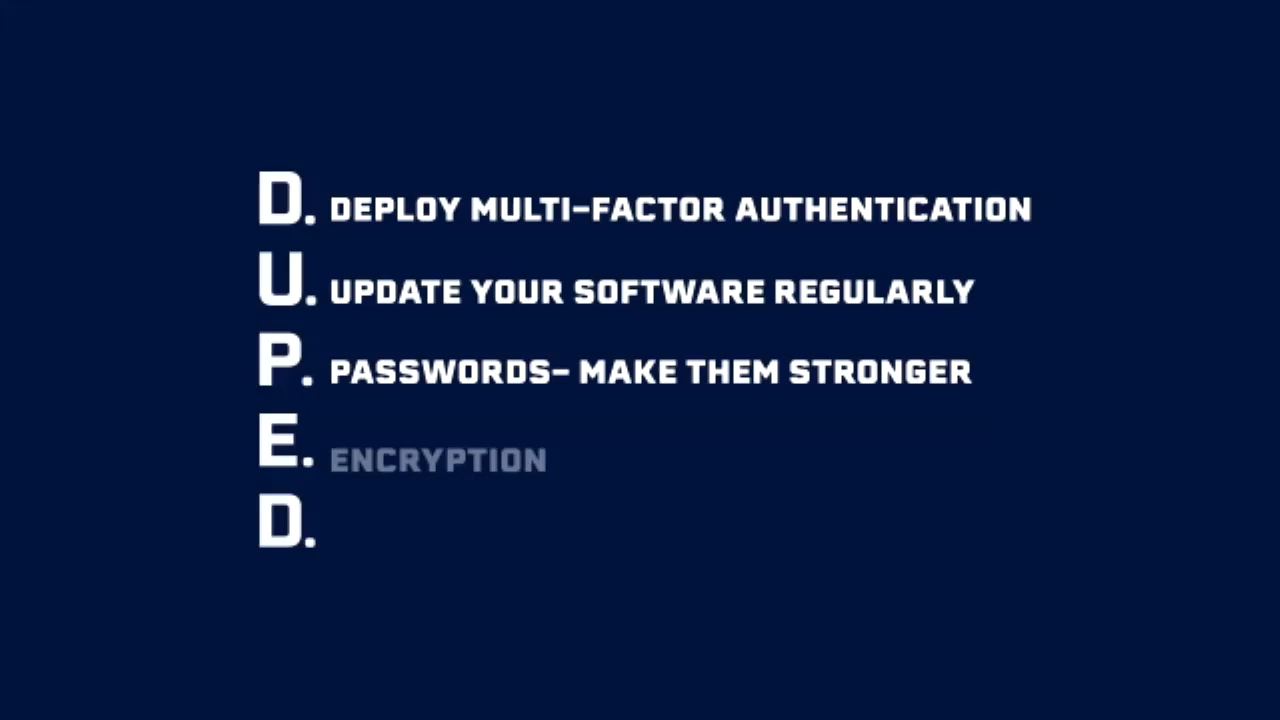 D. DEPLOY MULTI-FACTOR AUTHENTICATION
U. UPDATE YOUR SOFTWARE REGULARLY
P. PASSWORDS- MAKE THEM STRONGER
E. ENCRYPTION
D.